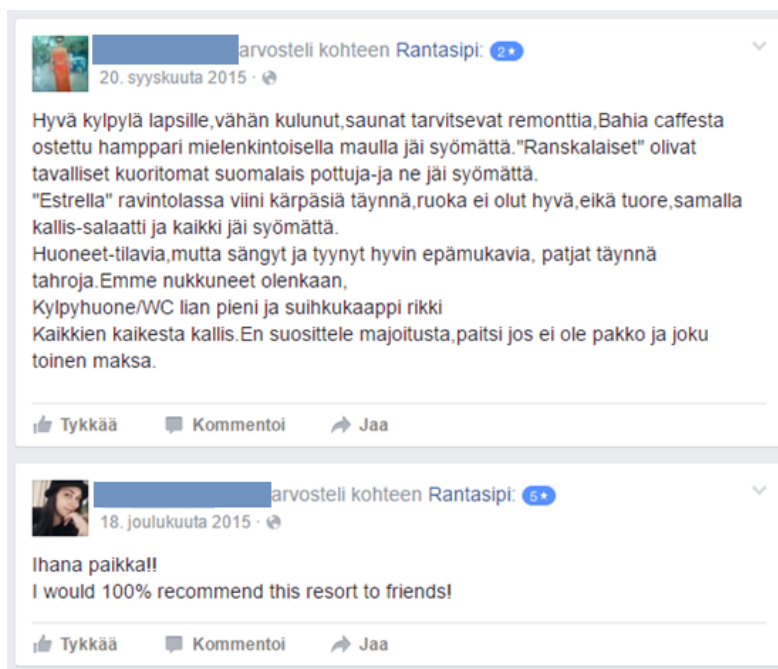 arvosteli kohteen Rantasipi: 2★
20. syyskuuta 2015 ·
Hyvä kylpylä lapsille,vähän kulunut,saunat tarvitsevat remonttia,Bahia caffesta
ostettu hamppari mielenkintoisella maulla jäi syömättä."Ranskalaiset" olivat
tavalliset kuoritomat suomalais pottuja-ja ne jäi syömättä.
"Estrella" ravintolassa viini kärpäsiä täynnä,ruoka ei olut hyvä,eikä tuore,samalla
kallis-salaatti ja kaikki jäi syömättä.
Huoneet-tilavia,mutta sängyt ja tyynyt hyvin epämukavia, patjat täynnä
tahroja.Emme nukkuneet olenkaan,
Kylpyhuone/WC lian pieni ja suihkukaappi rikki
Kaikkien kaikesta kallis.En suosittele majoitusta,paitsi jos ei ole pakko ja joku
toinen maksa.
Tykkää Kommentoi Jaa
arvosteli kohteen Rantasipi: 5★
18. joulukuuta 2015 ·
Ihana paikka!!
I would 100% recommend this resort to friends!
Tykkää Kommentoi Jaa